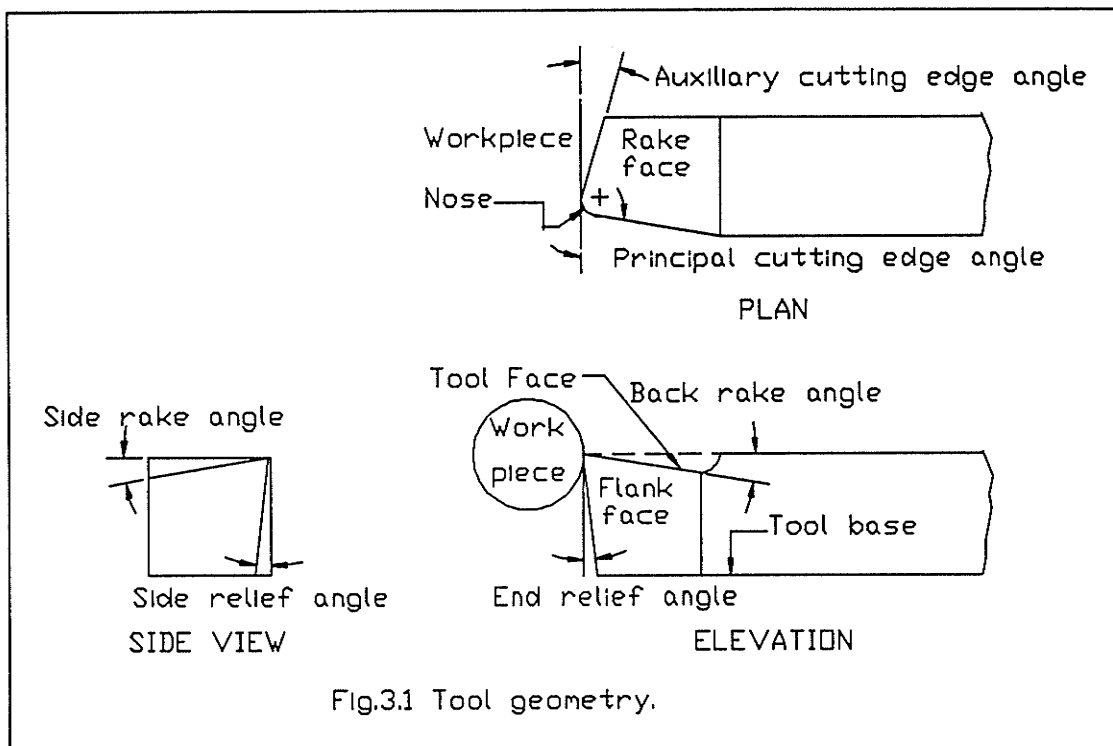 Auxiliary cutting edge angle
Workpiece
Rake
face
Nose
+
Principal cutting edge angle
PLAN
Tool Face
Back rake angle
Side rake angle
Work
piece
Flank
face
Tool base
Side relief angle
End relief angle
SIDE VIEW
ELEVATION
Fig.3.1 Tool geometry.